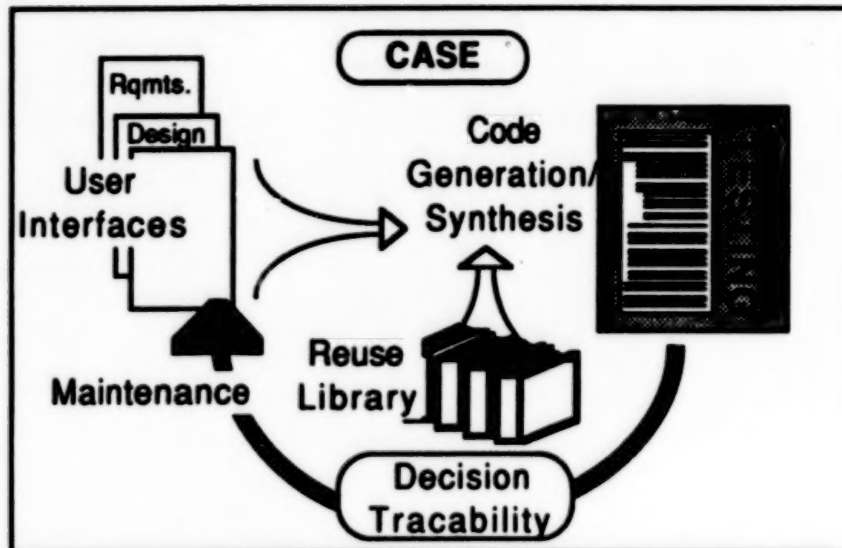 CASE
Rqmts.
Design
User
Interfaces
Code
Generation/
Synthesis
Reuse
Library
Maintenance
Decision
Tracability